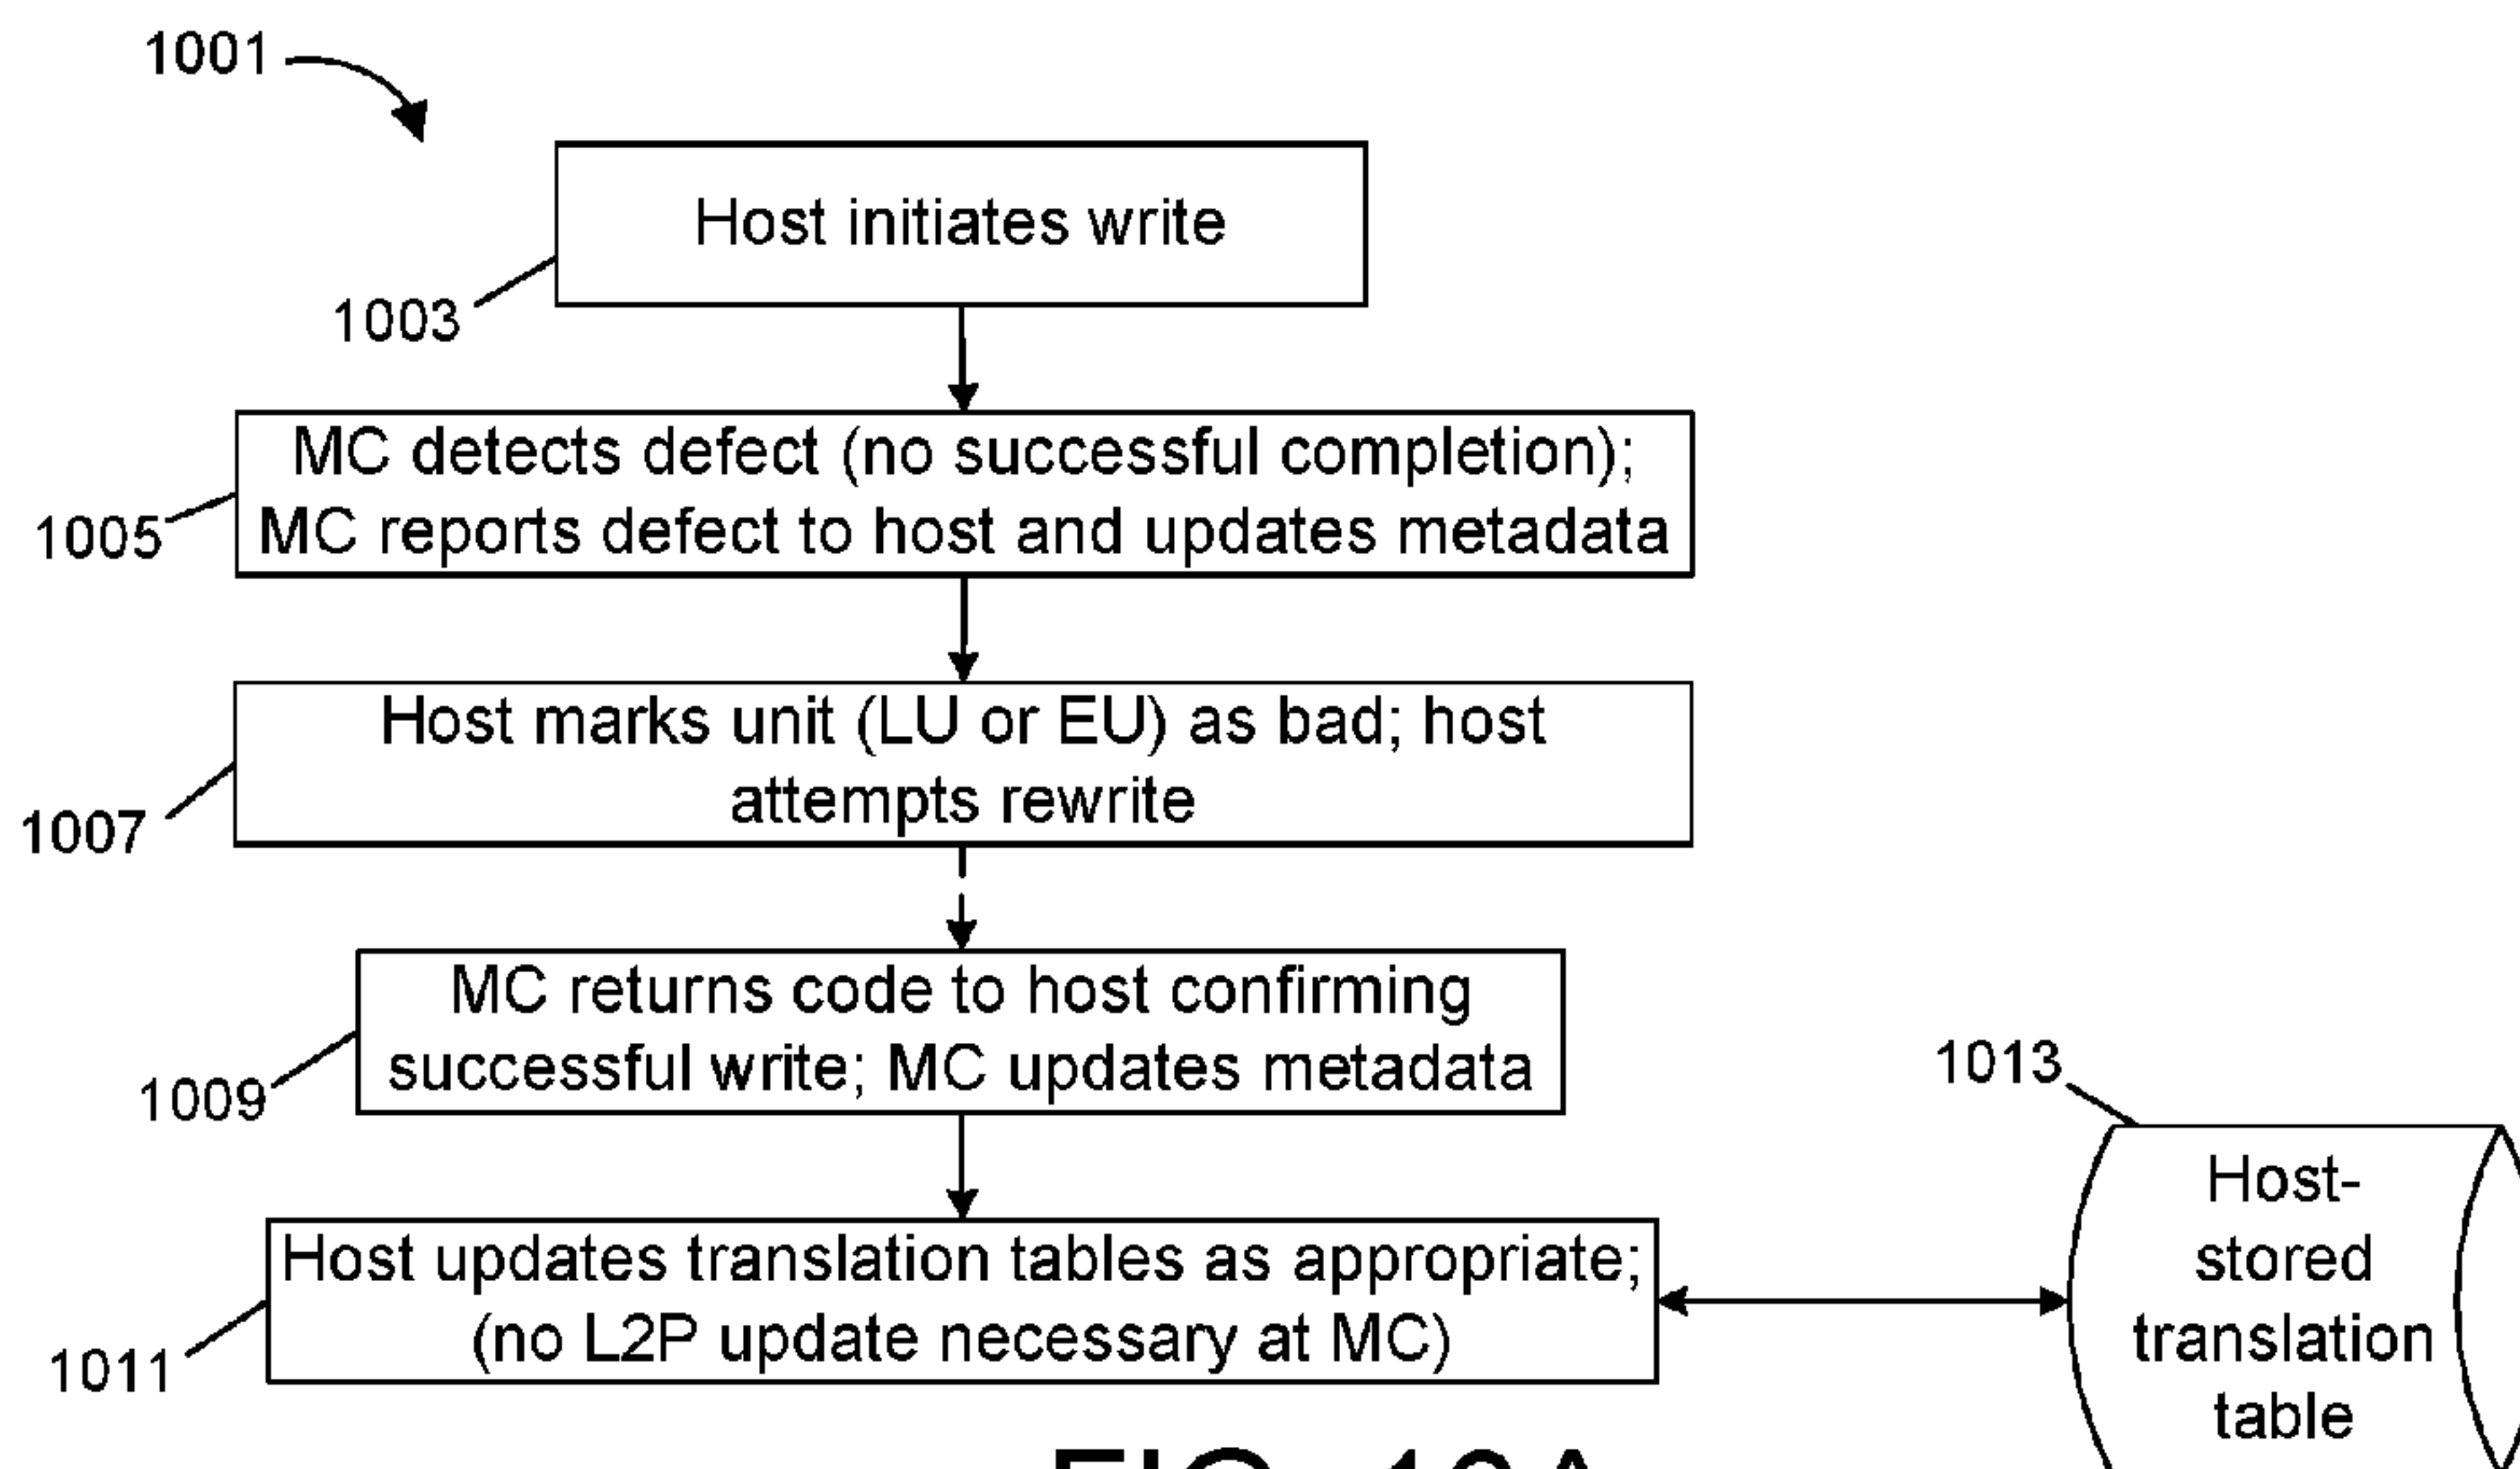 1001
Host initiates write
1003
MC detects defect (no successful completion);
MC reports defect to host and updates metadata
1005
Host marks unit (LU or EU) as bad; host
attempts rewrite
1007
MC returns code to host confirming
successful write; MC updates metadata
1009
1013
Host-
stored
translation
table
Host updates translation tables as appropriate;
(no L2P update necessary at MC)
1011